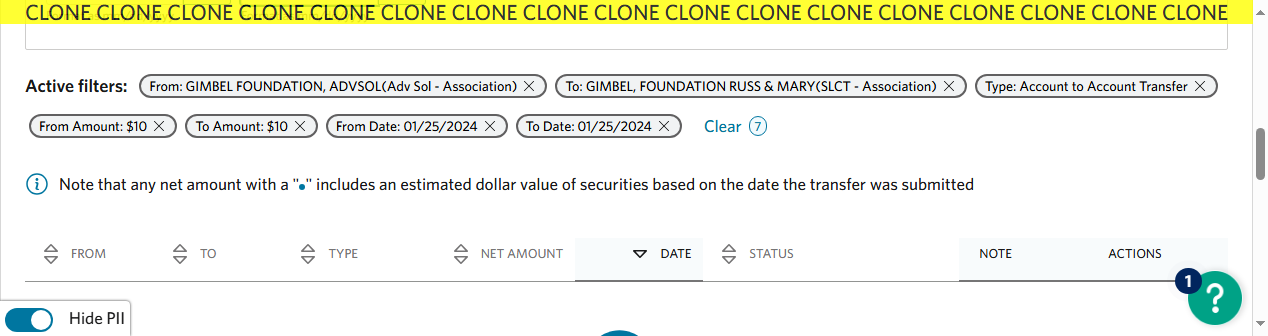 CLONE CLONE CLONE CLONE CLONE CLONE CLONE CLONE CLONE CLONE CLONE CLONE CLONE CLONE CLONE CLONE CLONE
Active filters: From: GIMBEL FOUNDATION, ADVSOL(Adv Sol - Association) To: GIMBEL, FOUNDATION RUSS & MARY(SLCT - Association) Type: Account to Account Transfer
From Amount: $10 To Amount: $10 From Date: 01/25/2024 To Date: 01/25/2024 Clear 7
Note that any net amount with a "•" includes an estimated dollar value of securities based on the date the transfer was submitted
FROM TO TYPE NET AMOUNT DATE STATUS NOTE ACTIONS
1
?
Hide PII